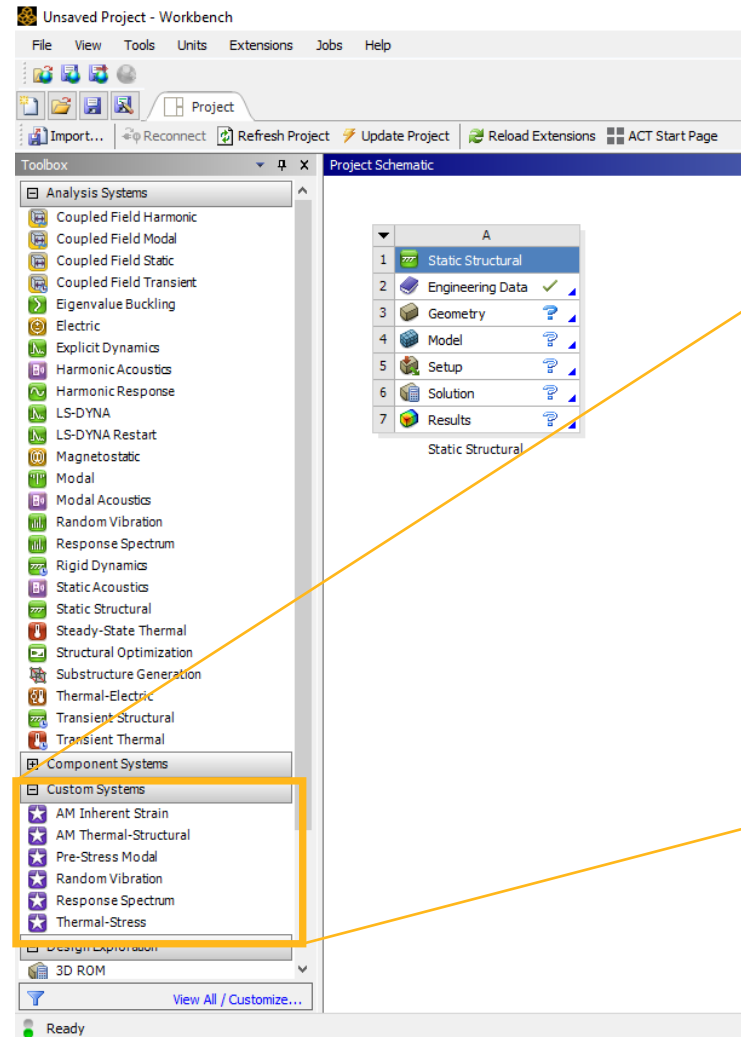 Unsaved Project - Workbench
File View Tools Units Extensions Jobs Help
Project
Import... Reconnect Refresh Project Update Project Reload Extensions ACT Start Page
Toolbox
Project Schematic
Analysis Systems
Coupled Field Harmonic
Coupled Field Modal
Coupled Field Static
Coupled Field Transient
Eigenvalue Buckling
Electric
Explicit Dynamics
Harmonic Acoustics
Harmonic Response
LS-DYNA
LS-DYNA Restart
Magnetostatic
Modal
Modal Acoustics
Random Vibration
Response Spectrum
Rigid Dynamics
Static Acoustics
Static Structural
Steady-State Thermal
Structural Optimization
Substructure Generation
Thermal-Electric
Transient Structural
Transient Thermal
Component Systems
Custom Systems
AM Inherent Strain
AM Thermal-Structural
Pre-Stress Modal
Random Vibration
Response Spectrum
Thermal-Stress
Design Exploration
3D ROM
View All / Customize...
Ready
A
1 Static Structural
2 Engineering Data
3 Geometry
4 Model
5 Setup
6 Solution
7 Results
Static Structural